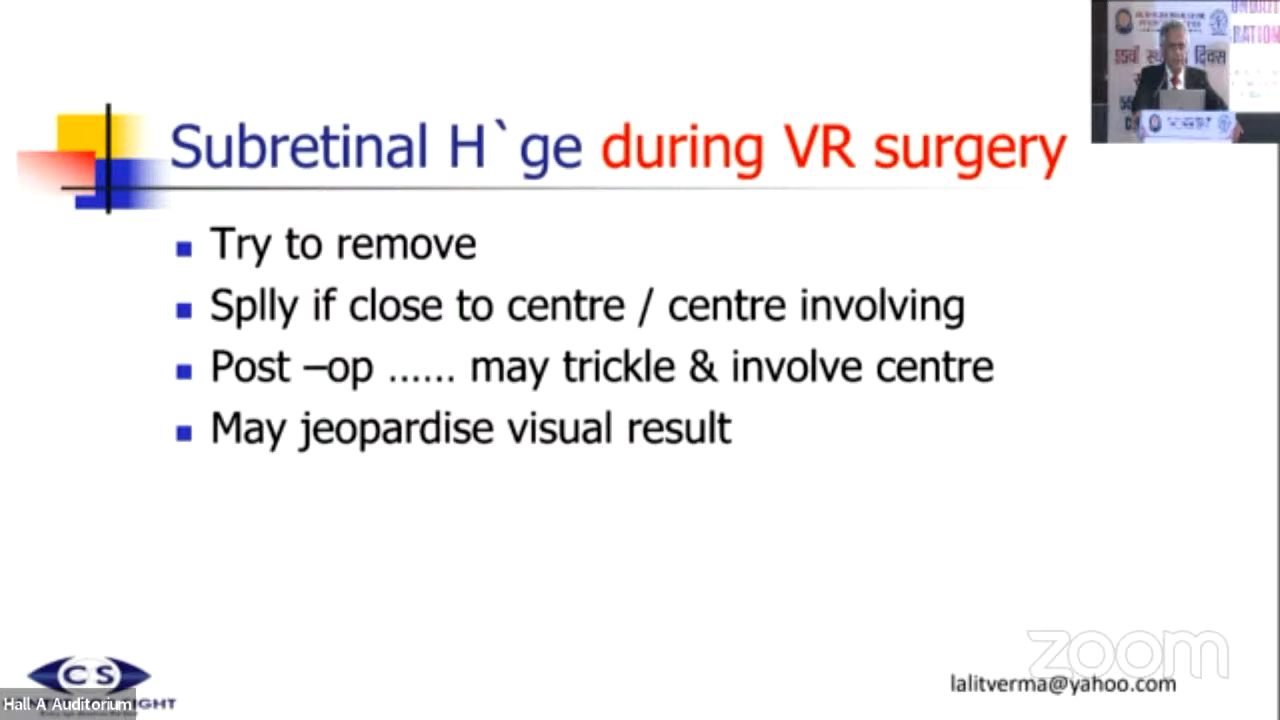 Subretinal H`ge during VR surgery
Try to remove
Splly if close to centre / centre involving
Post –op ...... may trickle & involve centre
May jeopardise visual result
zoom
lalitverma@yahoo.com
C S
Hall A Auditorium